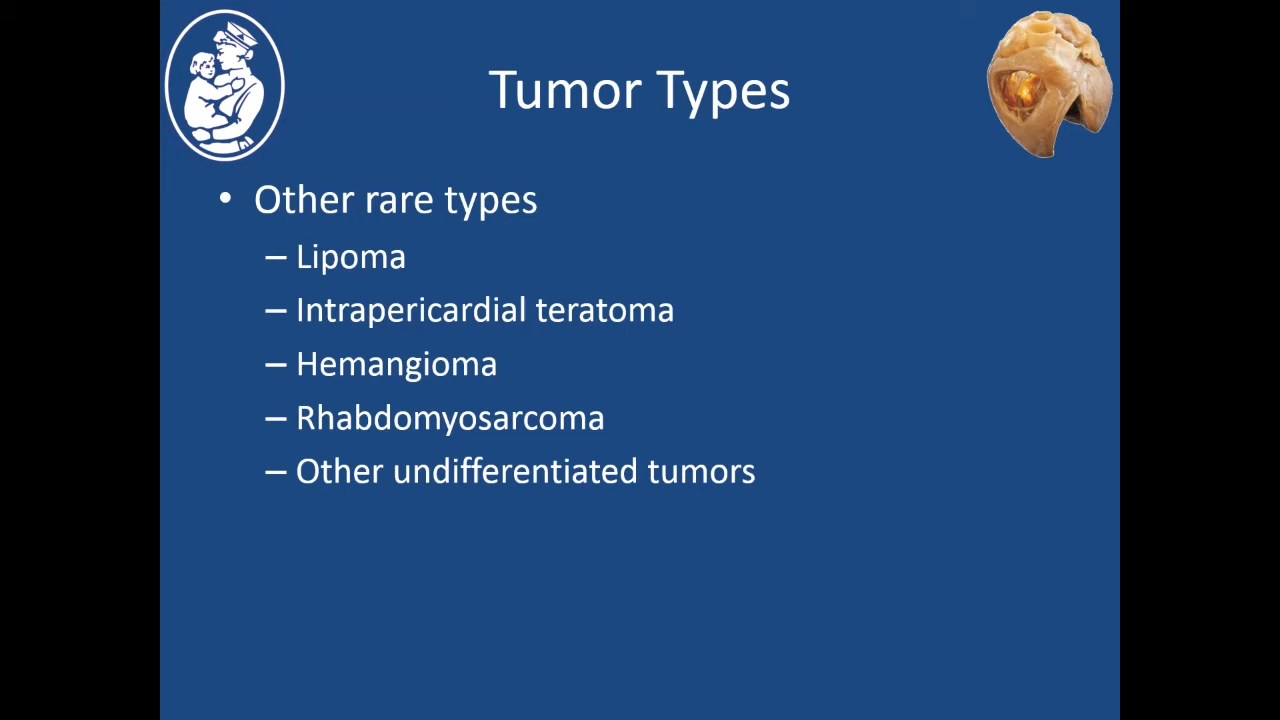 Tumor Types
• Other rare types
– Lipoma
– Intrapericardial teratoma
– Hemangioma
– Rhabdomyosarcoma
– Other undifferentiated tumors